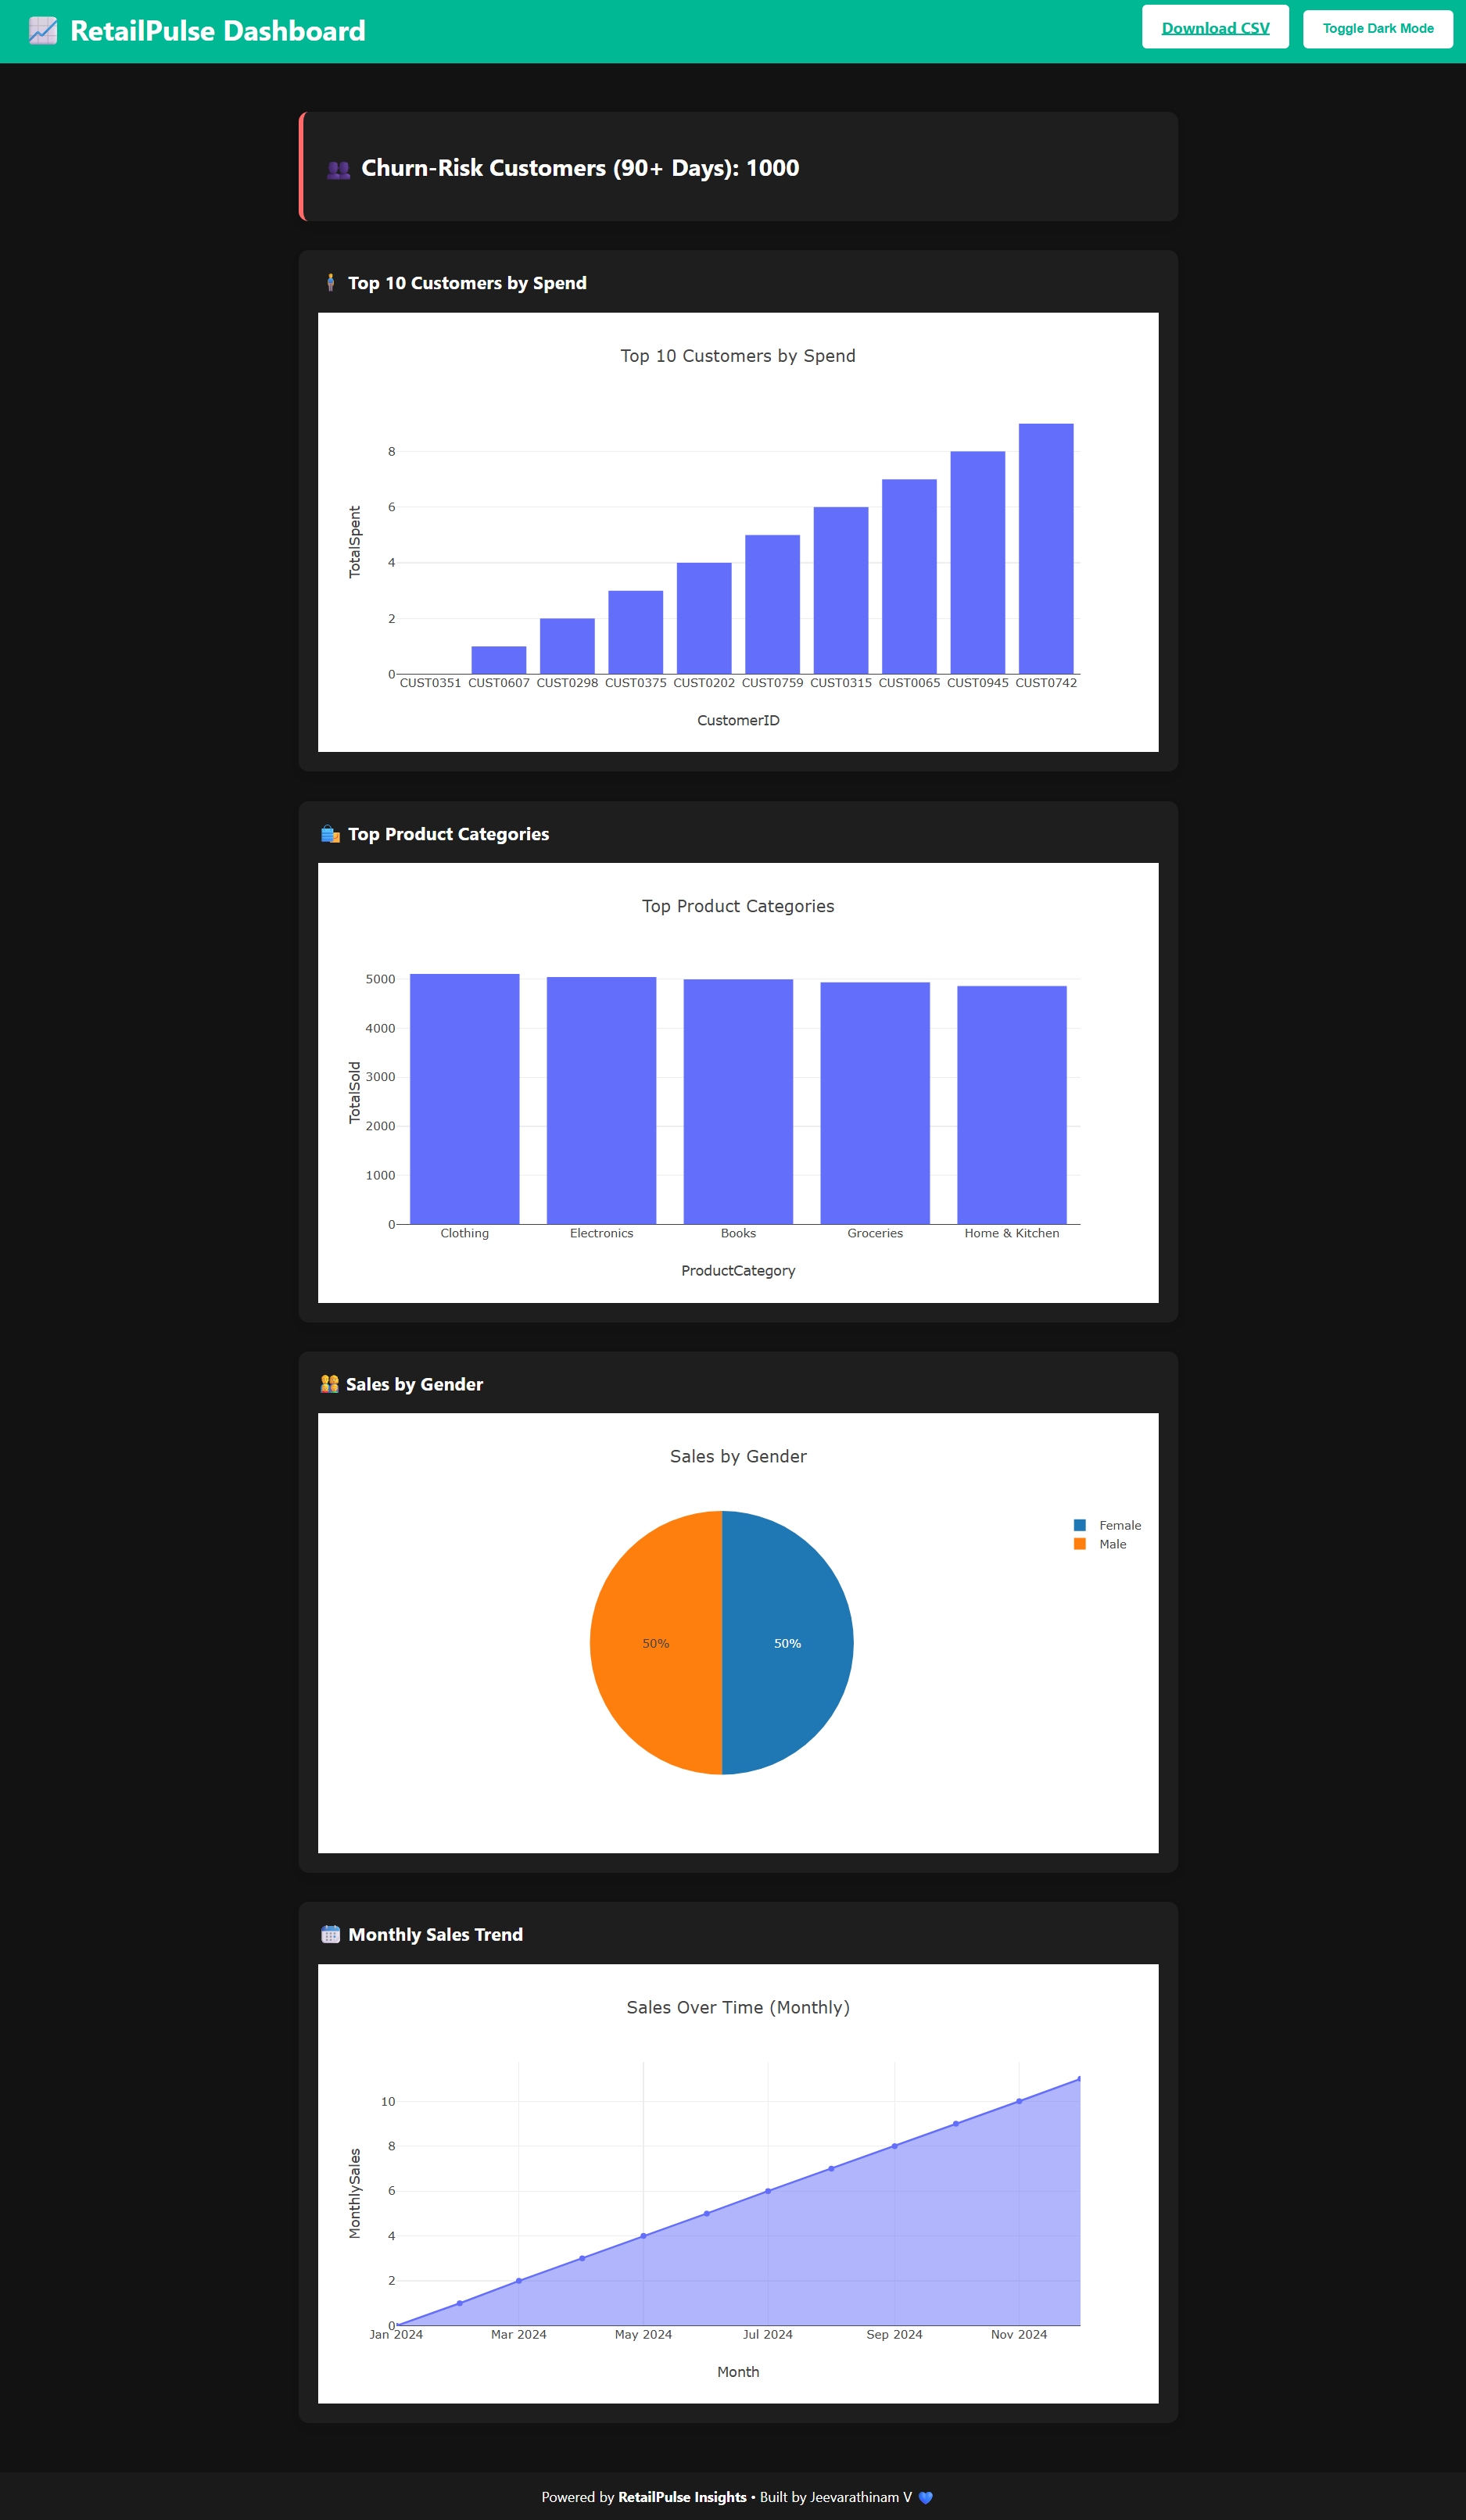 RetailPulse Dashboard
Download CSV
Toggle Dark Mode
Churn-Risk Customers (90+ Days): 1000
Top 10 Customers by Spend
Top 10 Customers by Spend
TotalSpent
8
6
4
2
0
CUST0351 CUST0607 CUST0298 CUST0375 CUST0202 CUST0759 CUST0315 CUST0065 CUST0945 CUST0742
CustomerID
Top Product Categories
Top Product Categories
TotalSold
5000
4000
3000
2000
1000
0
Clothing Electronics Books Groceries Home & Kitchen
ProductCategory
Sales by Gender
Sales by Gender
Female
Male
50% 50%
Monthly Sales Trend
Sales Over Time (Monthly)
MonthlySales
10
8
6
4
2
0
Jan 2024 Mar 2024 May 2024 Jul 2024 Sep 2024 Nov 2024
Month
Powered by RetailPulse Insights • Built by Jeevarathinam V 💙